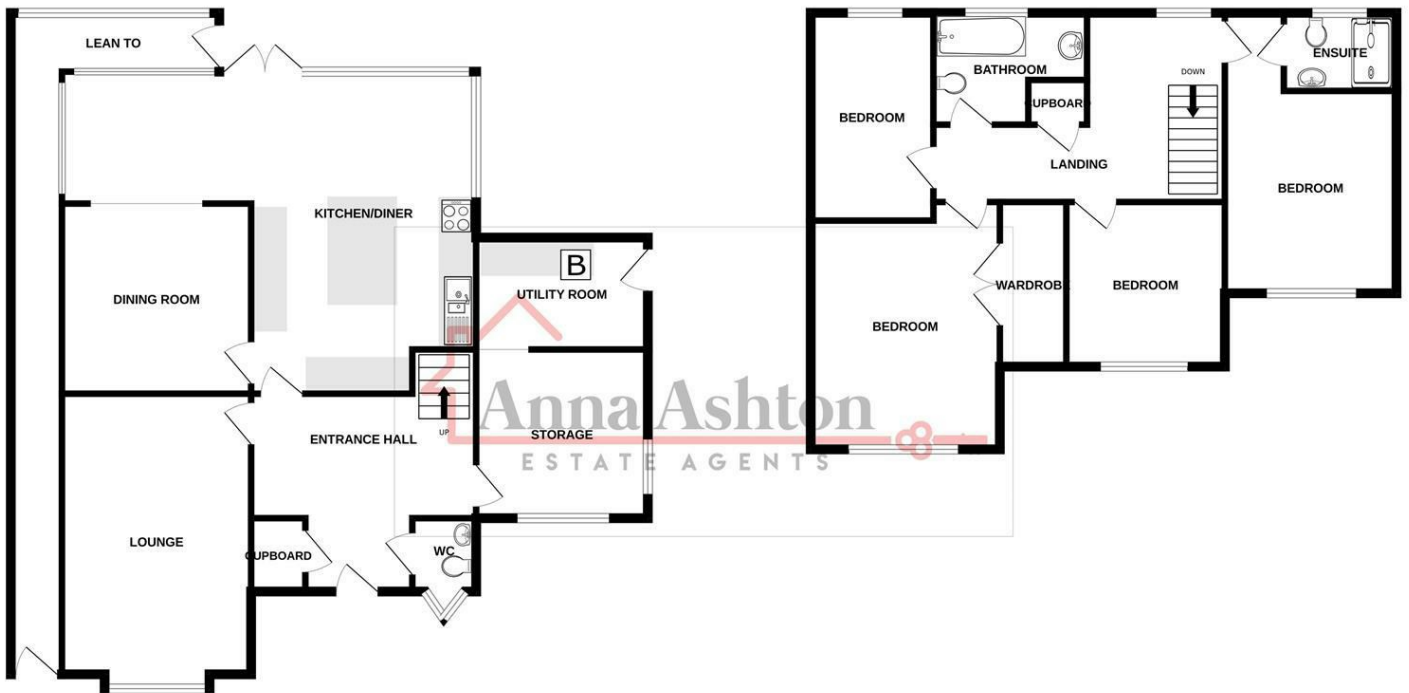 LEAN TO
KITCHEN/DINER
DINING ROOM
B
UTILITY ROOM
UP
ENTRANCE HALL
STORAGE
LOUNGE
CUPBOARD
WC
BEDROOM
BATHROOM
CUPBOARD
DOWN
ENSUITE
LANDING
BEDROOM
BEDROOM
WARDROBE
BEDROOM
Anna Ashton
ESTATE AGENTS